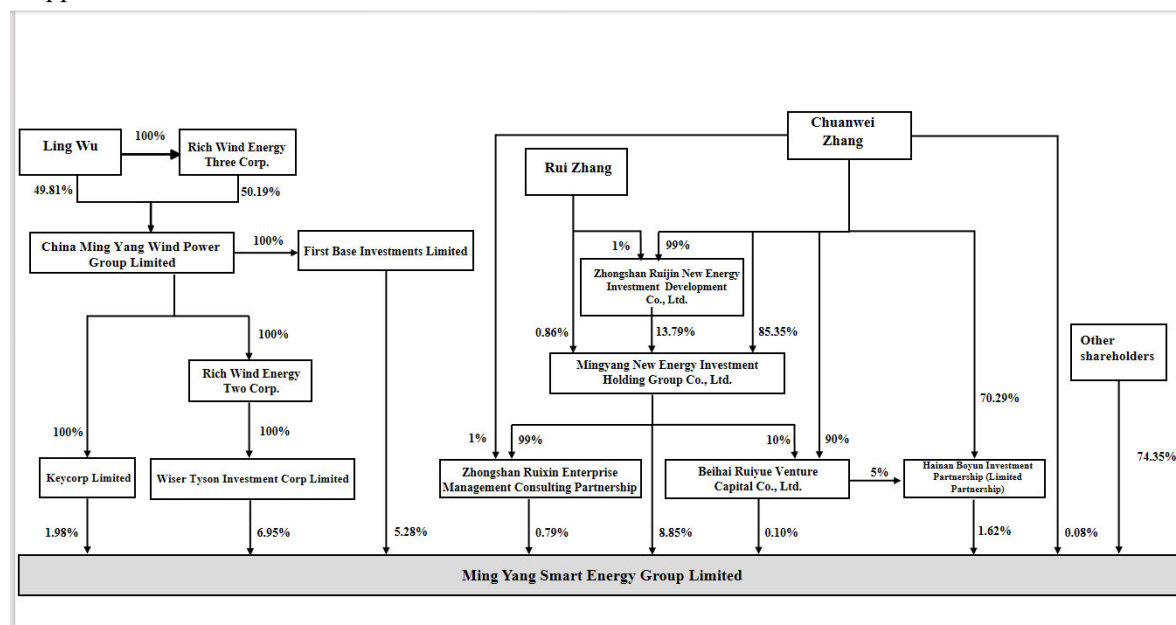 Chuanwei
Zhang
Ling Wu
100%
Rich Wind Energy
Three Corp.
Rui Zhang
49.81%
50.19%
China Ming Yang Wind Power
Group Limited
100%
First Base Investments Limited
1%
99%
Zhongshan Ruijin New Energy
Investment Development
Co., Ltd.
0.86%
13.79%
85.35%
Other
shareholders
100%
Mingyang New Energy Investment
Holding Group Co., Ltd.
Rich Wind Energy
Two Corp.
70.29%
100%
100%
1%
99%
10%
90%
74.35%
Keycorp Limited
Wiser Tyson Investment Corp Limited
Zhongshan Ruixin Enterprise
Management Consulting Partnership
Beihai Ruiyue Venture
Capital Co., Ltd.
5%
Hainan Boyun Investment
Partnership (Limited
Partnership)
1.98%
6.95%
5.28%
0.79%
8.85%
0.10%
1.62%
0.08%
Ming Yang Smart Energy Group Limited